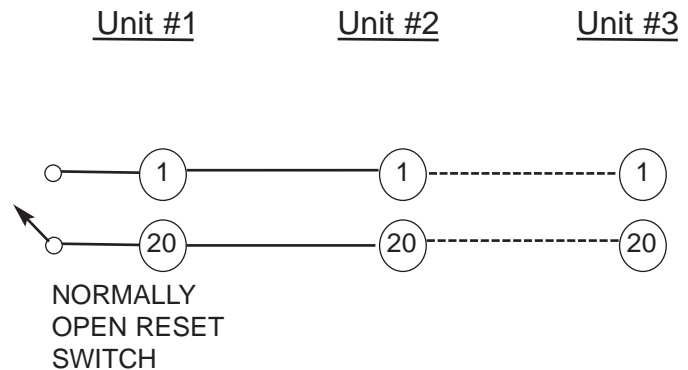 Unit #1 Unit #2 Unit #3
1 1 1
20 20 20
NORMALLY
OPEN RESET
SWITCH